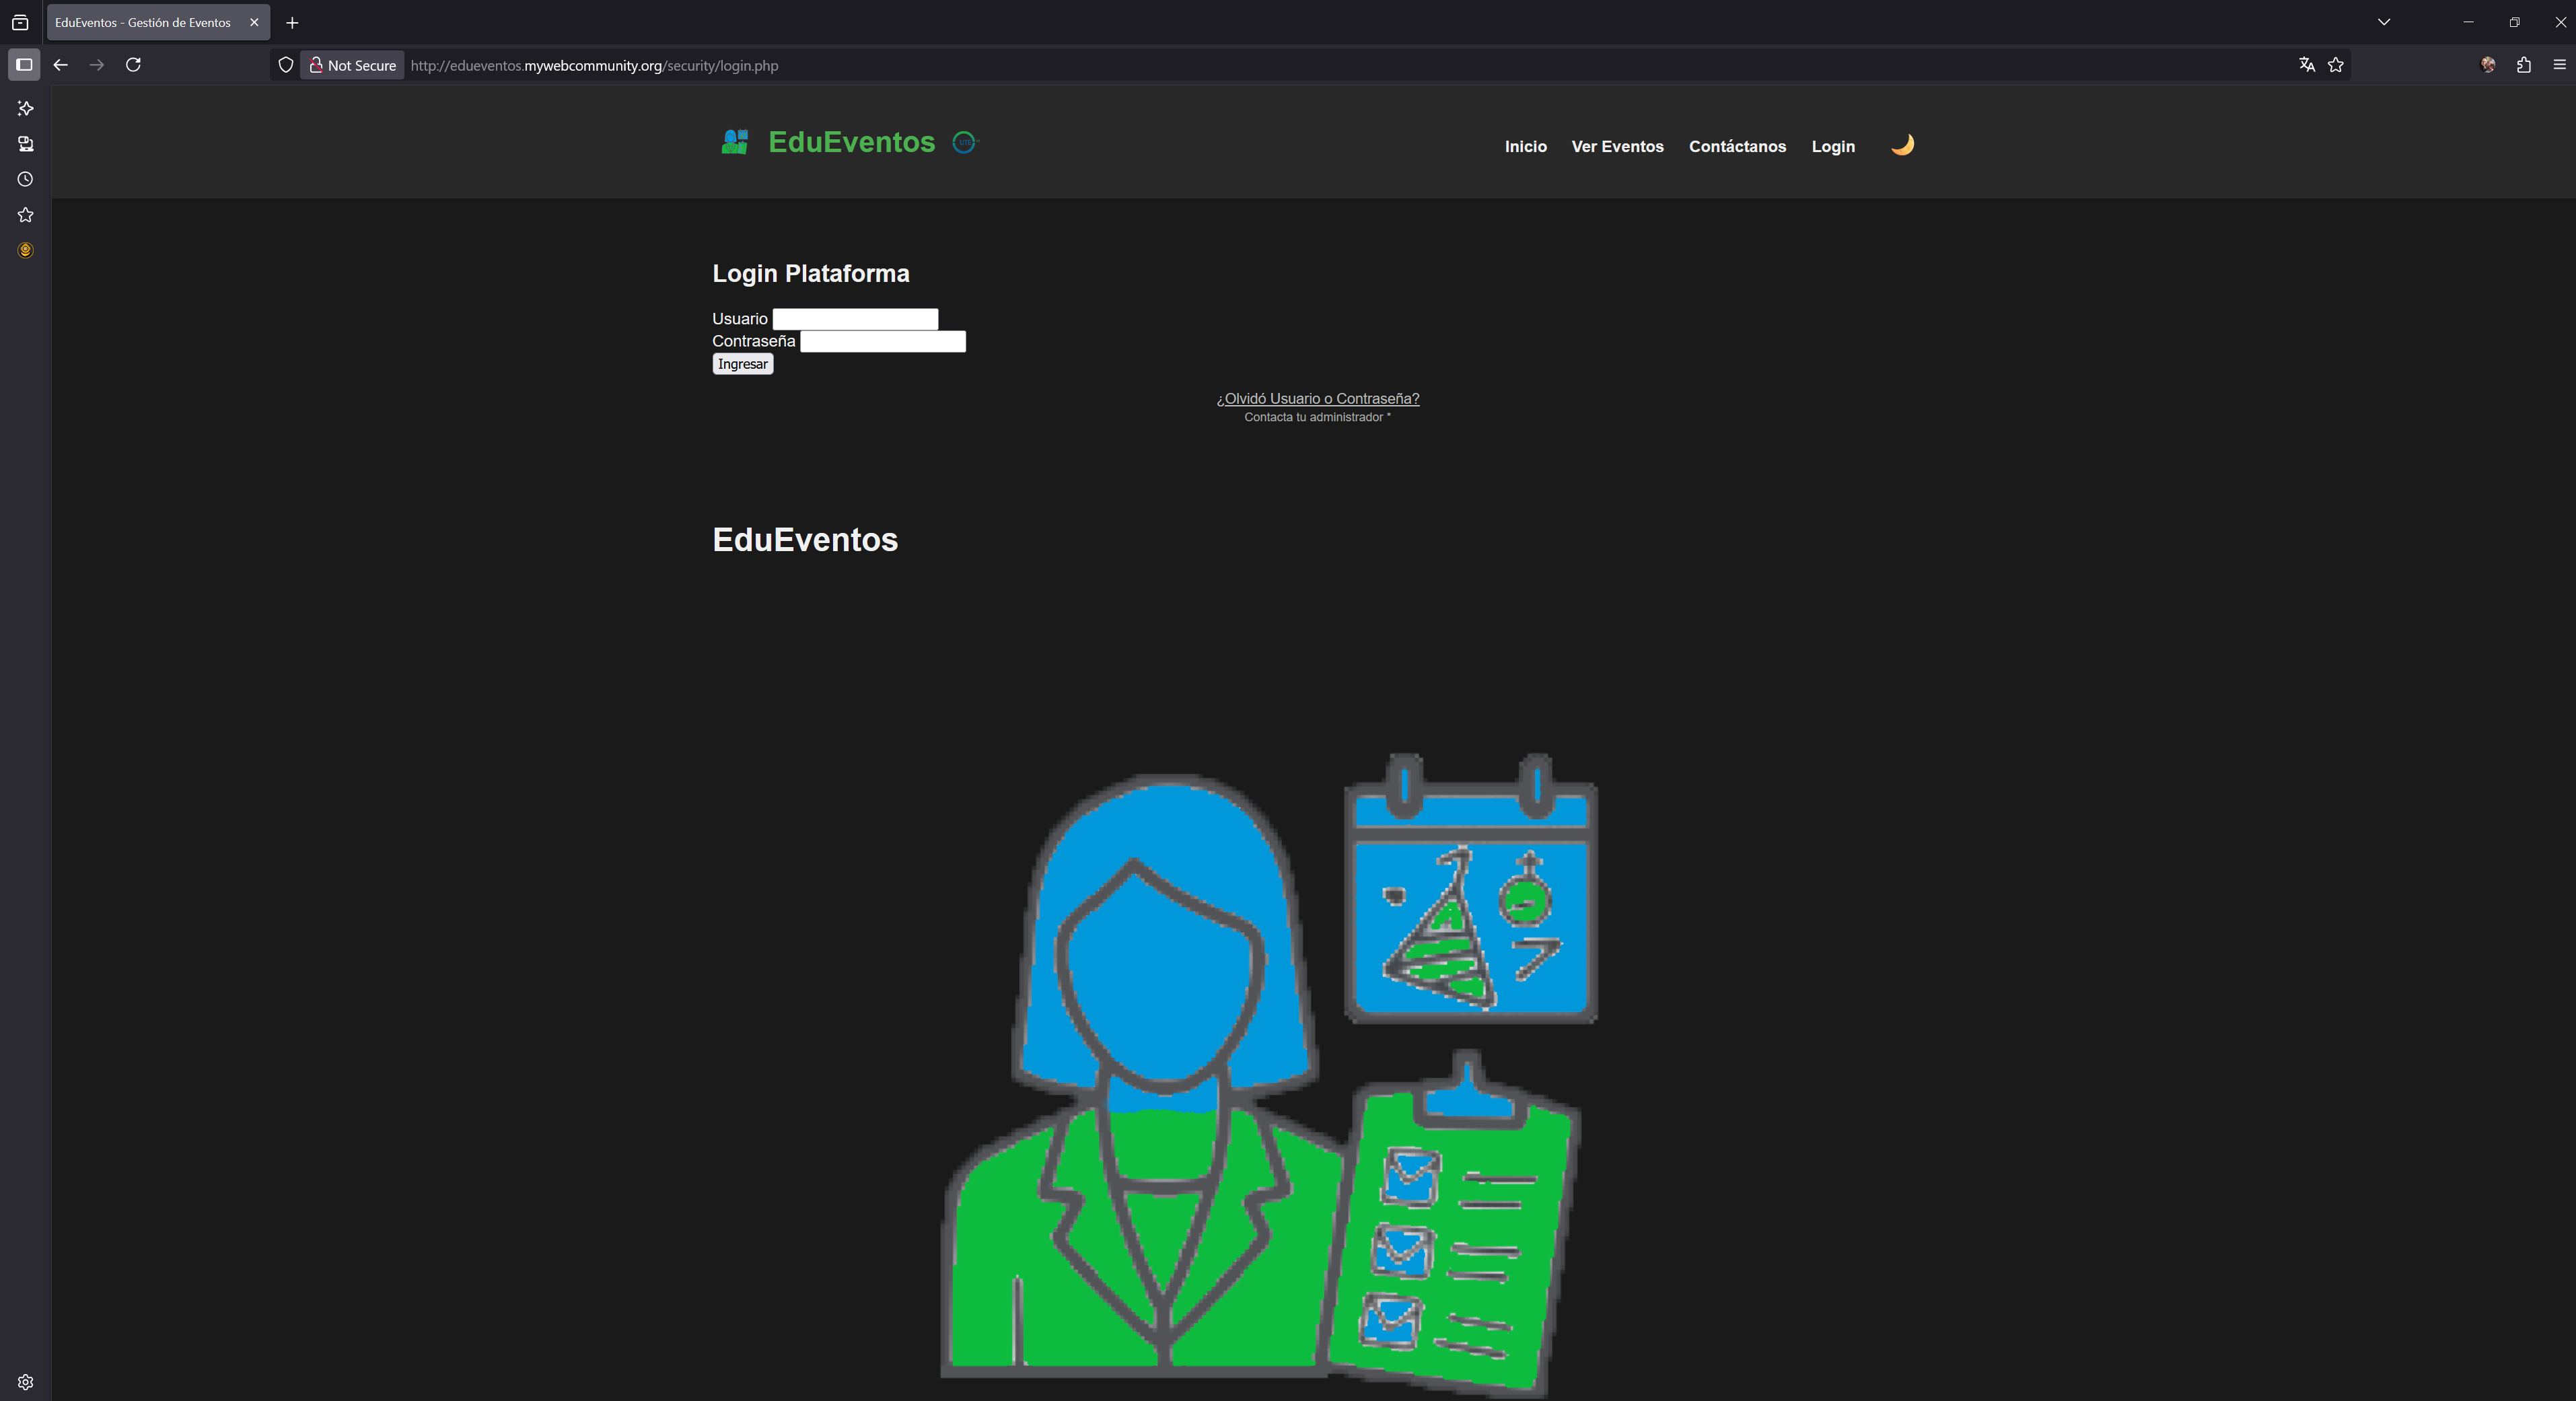 EduEventos - Gestión de Eventos
Not Secure http://edueventos.mywebcommunity.org/security/login.php
EduEventos UTE
Inicio Ver Eventos Contáctanos Login
Login Plataforma
Usuario
Contraseña
Ingresar
¿Olvidó Usuario o Contraseña?
Contacta tu administrador *
EduEventos